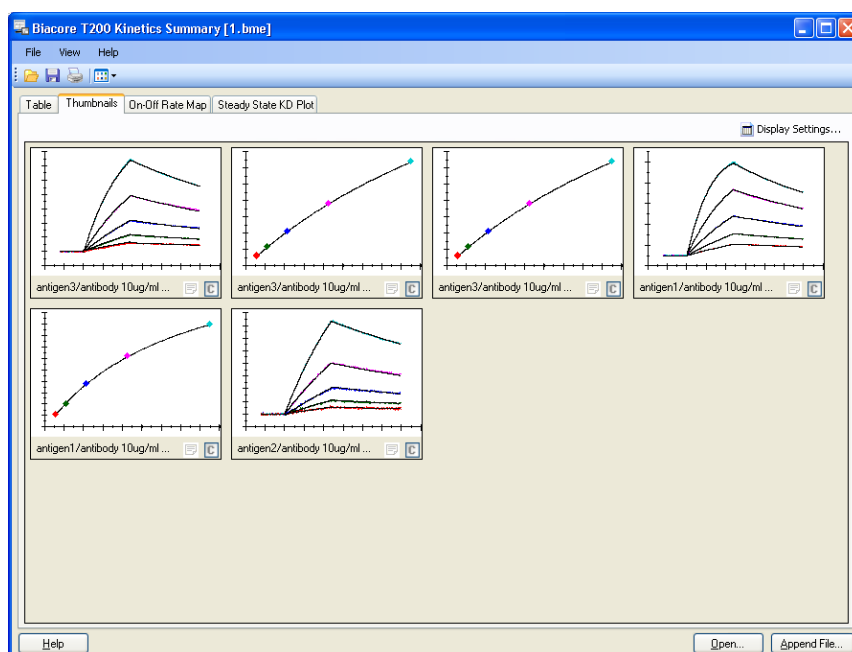 Biacore T200 Kinetics Summary [1.bme]
File View Help
Table Thumbnails On-Off Rate Map Steady State KD Plot
Display Settings...
antigen3/antibody 10ug/ml ... C antigen3/antibody 10ug/ml ... C antigen3/antibody 10ug/ml ... C antigen1/antibody 10ug/ml ... C
antigen1/antibody 10ug/ml ... C antigen2/antibody 10ug/ml ... C
Help Open... Append File...